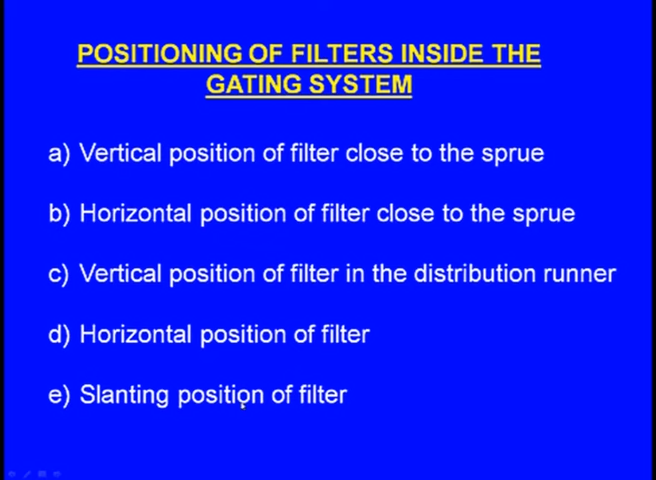 POSITIONING OF FILTERS INSIDE THE
GATING SYSTEM
a) Vertical position of filter close to the sprue
b) Horizontal position of filter close to the sprue
c) Vertical position of filter in the distribution runner
d) Horizontal position of filter
e) Slanting position of filter